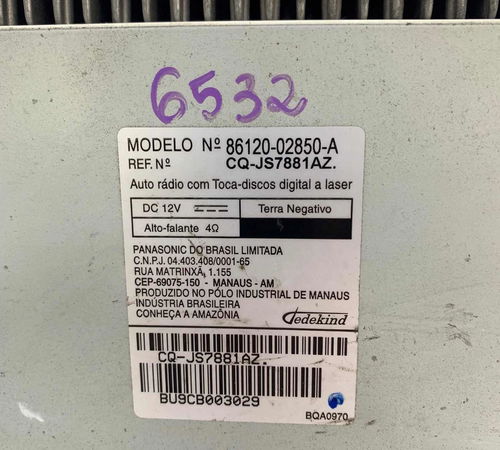 6532
MODELO Nº 86120-02850-A
REF. Nº CQ-JS7881AZ.
Auto rádio com Toca-discos digital a laser
DC 12V Terra Negativo
Alto-falante 4Ω
PANASONIC DO BRASIL LIMITADA
C.N.P.J. 04.403.408/0001-65
RUA MATRINXÃ, 1.155
CEP-69075-150 - MANAUS - AM
PRODUZIDO NO PÓLO INDUSTRIAL DE MANAUS
INDÚSTRIA BRASILEIRA
CONHEÇA A AMAZÔNIA
Dedekind
CQ-JS7881AZ.
BU9CB003029
BQA0970